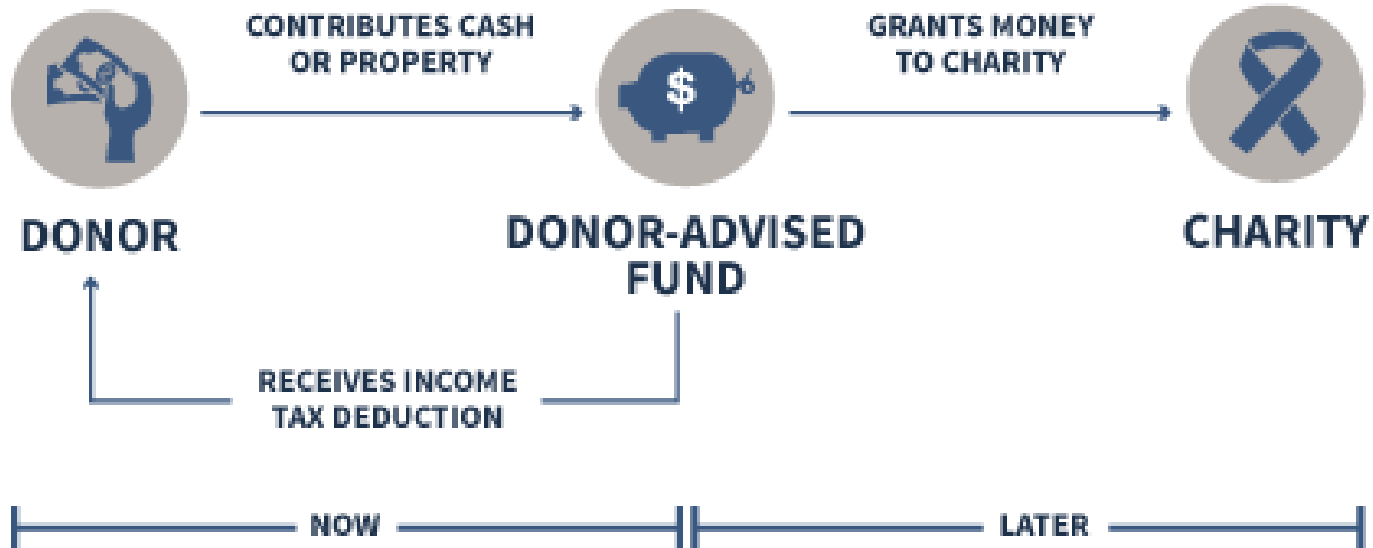 CONTRIBUTES CASH
OR PROPERTY
GRANTS MONEY
TO CHARITY
$
DONOR
DONOR-ADVISED
FUND
CHARITY
RECEIVES INCOME
TAX DEDUCTION
NOW
LATER